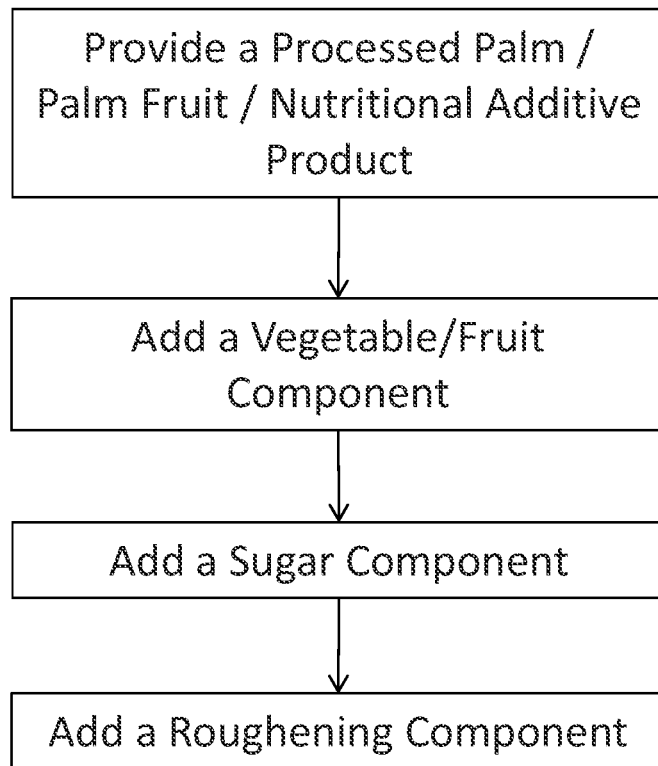 Provide a Processed Palm /
Palm Fruit / Nutritional Additive
Product
Add a Vegetable/Fruit
Component
Add a Sugar Component
Add a Roughening Component